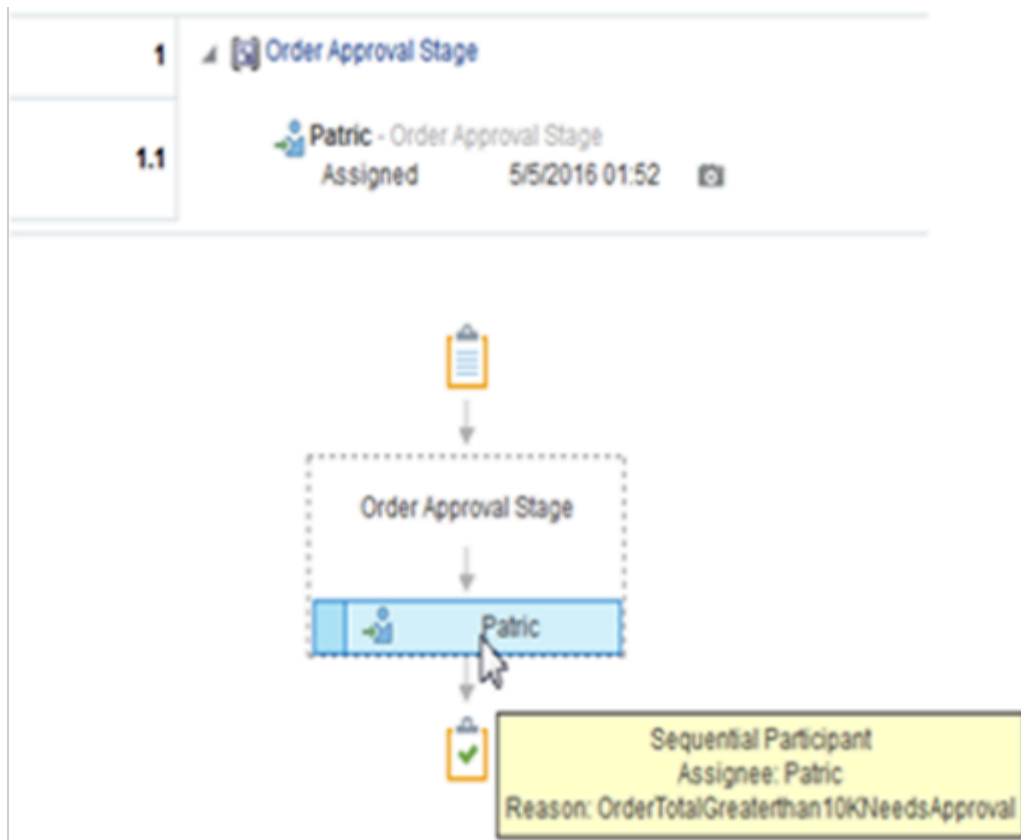 1 Order Approval Stage
1.1 Patric - Order Approval Stage
Assigned 5/5/2016 01:52
Order Approval Stage
Patric
Sequential Participant
Assignee: Patric
Reason: OrderTotalGreaterthan10KNeedsApproval